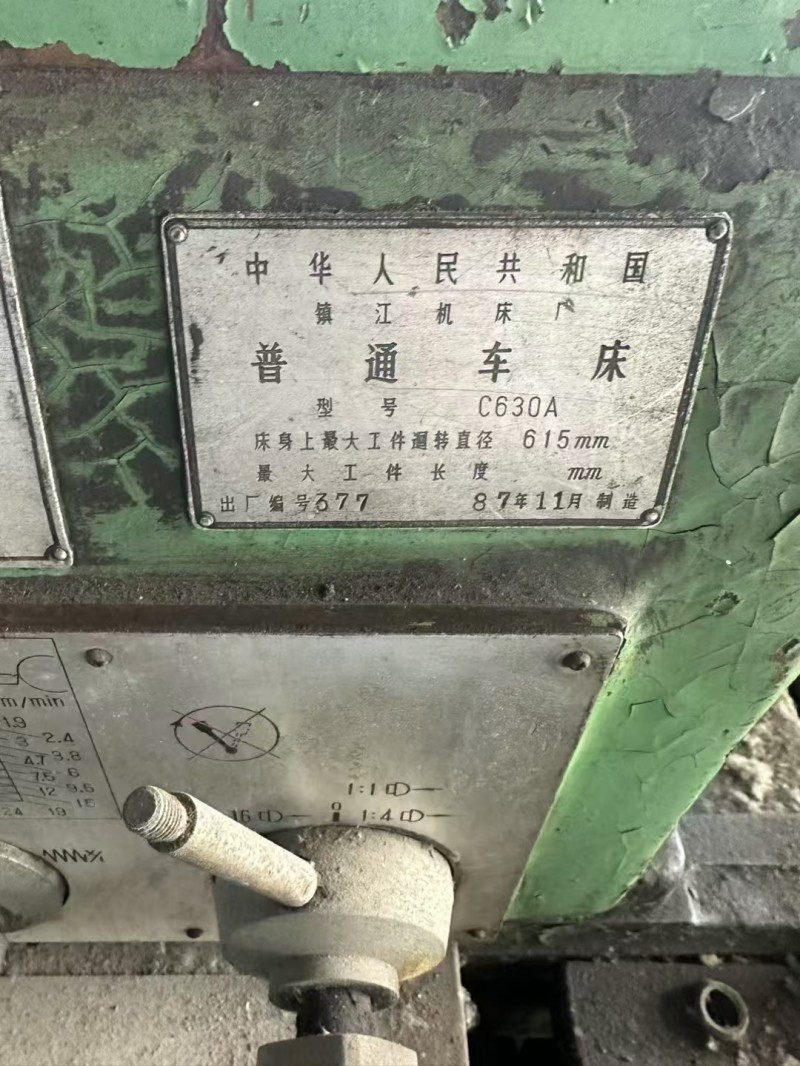 中华人民共和国
镇江机床厂
普通车床
型号 C630A
床身上最大工件迴转直径 615mm
最大工件长度 mm
出厂编号377 87年11月制造
m/min
1.9
3 2.4
4.7 3.8
7.5 6
12 9.5
24 19 15
1:1
16 0 1:4